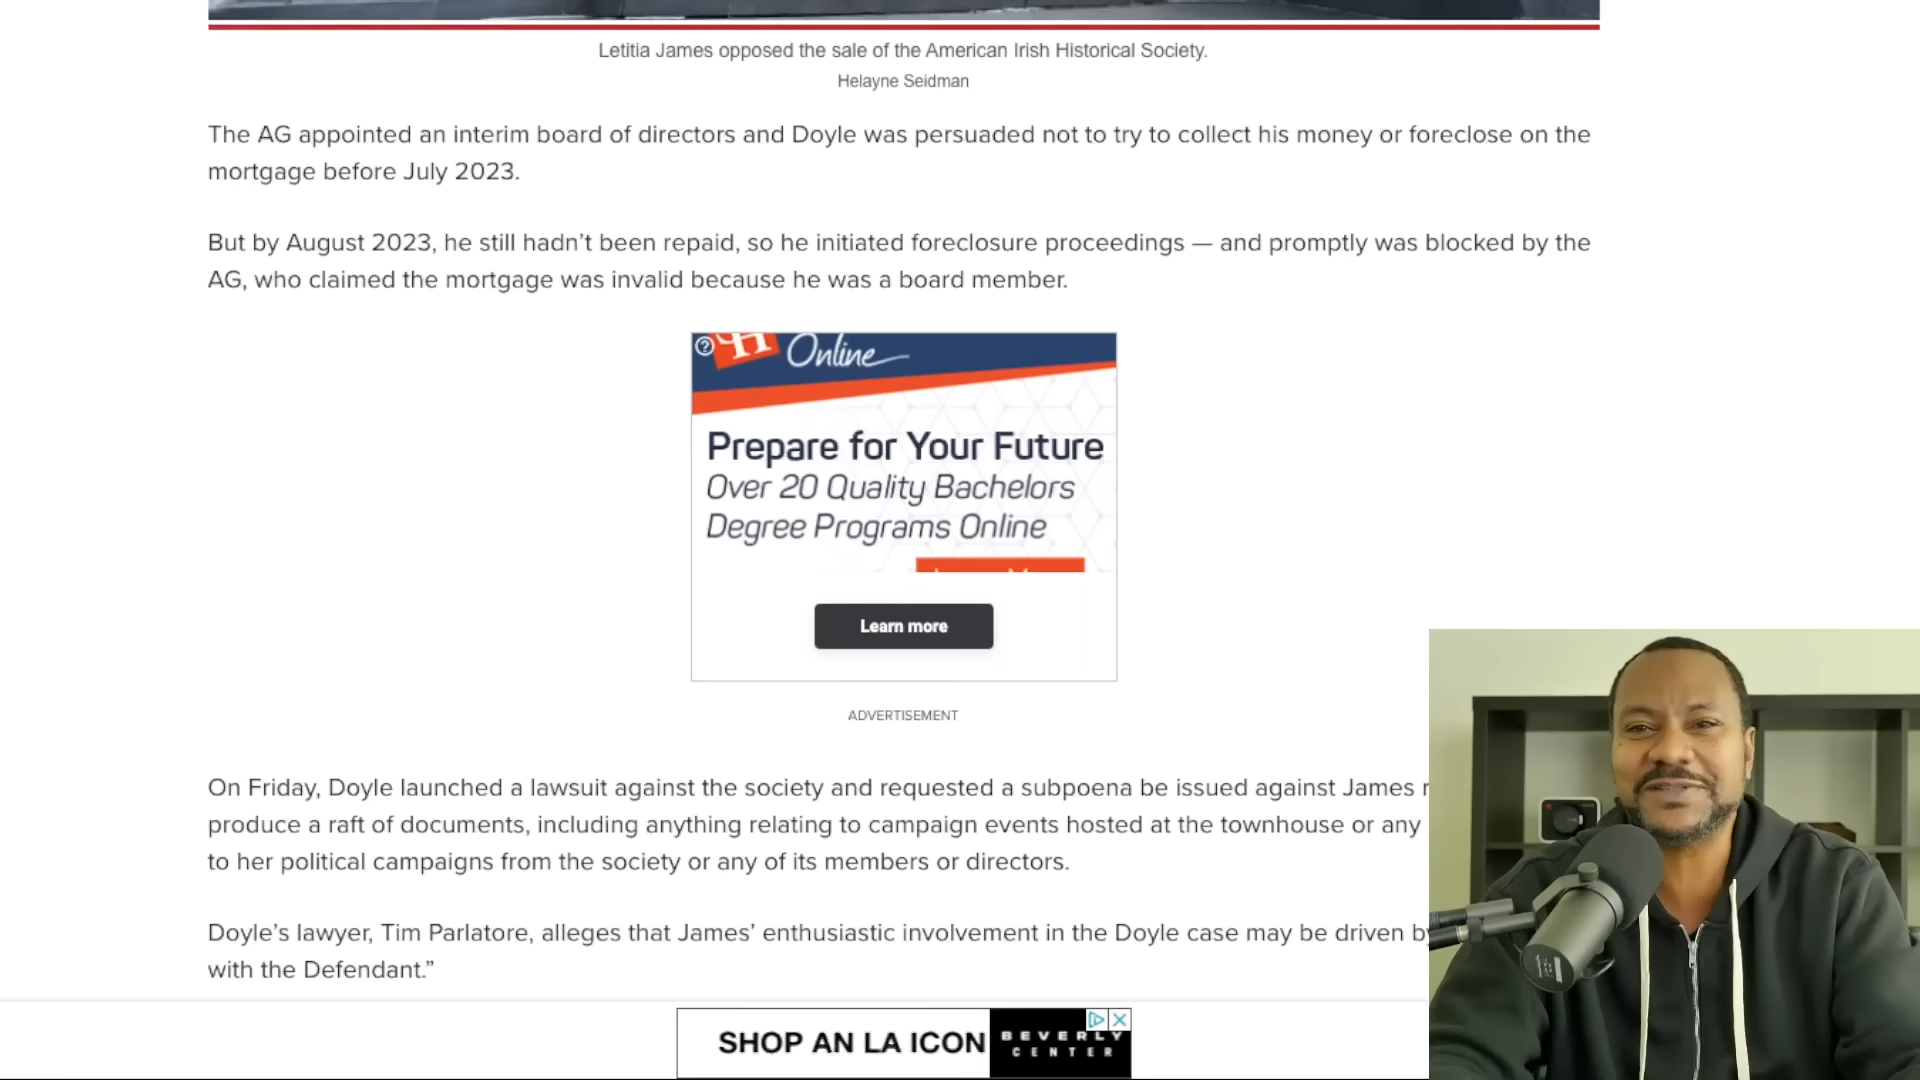 Letitia James opposed the sale of the American Irish Historical Society.
Helayne Seidman
The AG appointed an interim board of directors and Doyle was persuaded not to try to collect his money or foreclose on the
mortgage before July 2023.
But by August 2023, he still hadn’t been repaid, so he initiated foreclosure proceedings — and promptly was blocked by the
AG, who claimed the mortgage was invalid because he was a board member.
Online
Prepare for Your Future
Over 20 Quality Bachelors
Degree Programs Online
Learn more
ADVERTISEMENT
On Friday, Doyle launched a lawsuit against the society and requested a subpoena be issued against James
produce a raft of documents, including anything relating to campaign events hosted at the townhouse or any
to her political campaigns from the society or any of its members or directors.
Doyle’s lawyer, Tim Parlatore, alleges that James’ enthusiastic involvement in the Doyle case may be driven
with the Defendant.”
SHOP AN LA ICON
BEVERLY
CENTER